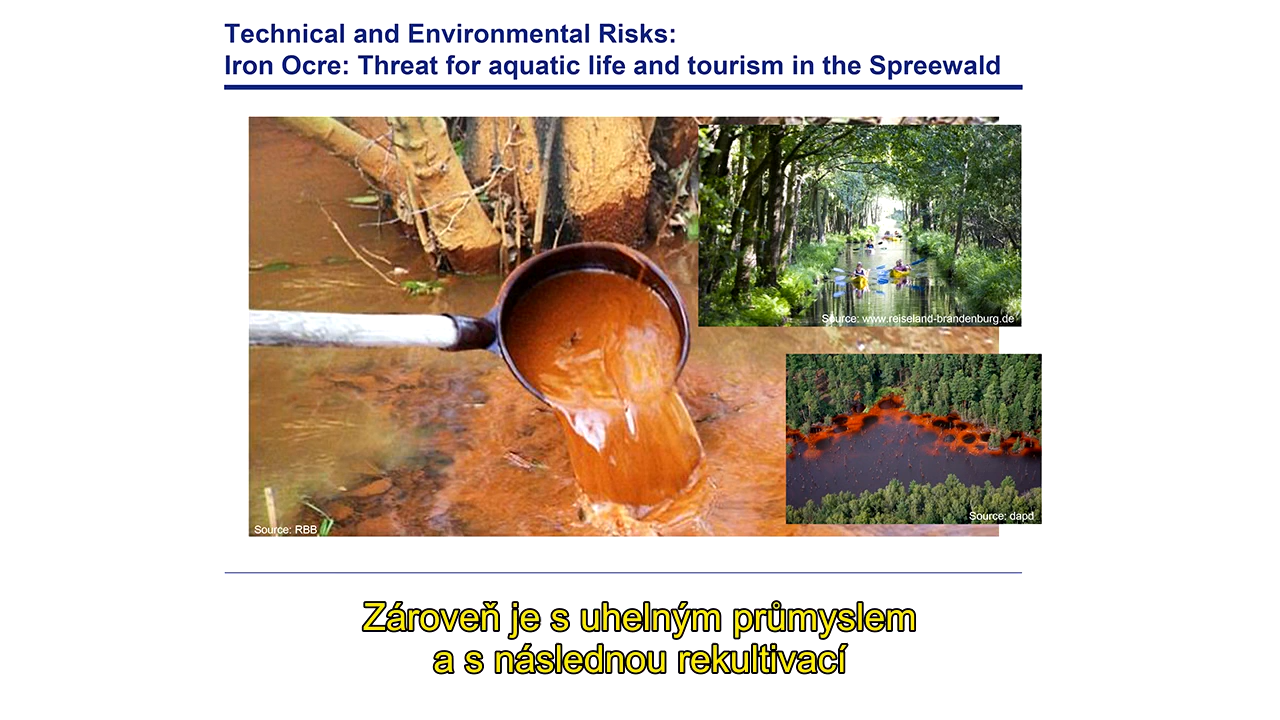 Technical and Environmental Risks:
Iron Ocre: Threat for aquatic life and tourism in the Spreewald
Source: www.reiseland-brandenburg.de
Source: dapd
Source: RBB
Zároveň je s uhelným průmyslem
a s následnou rekultivací